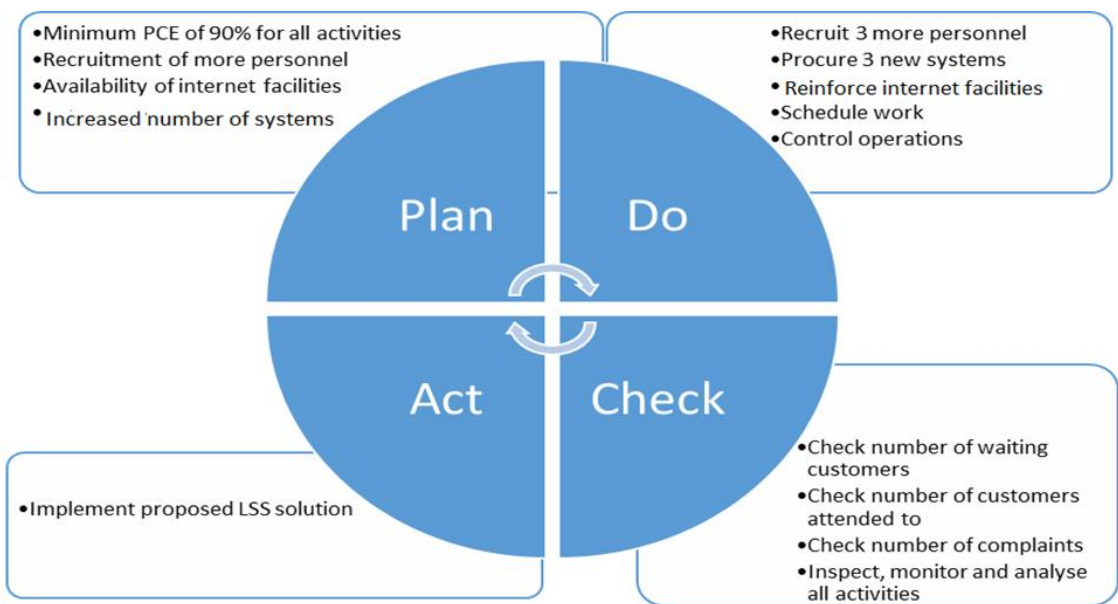 •Minimum PCE of 90% for all activities
•Recruitment of more personnel
•Availability of internet facilities
•Increased number of systems
•Recruit 3 more personnel
•Procure 3 new systems
•Reinforce internet facilities
•Schedule work
•Control operations
Plan
Do
Act
Check
•Implement proposed LSS solution
•Check number of waiting
customers
•Check number of customers
attended to
•Check number of complaints
•Inspect, monitor and analyse
all activities